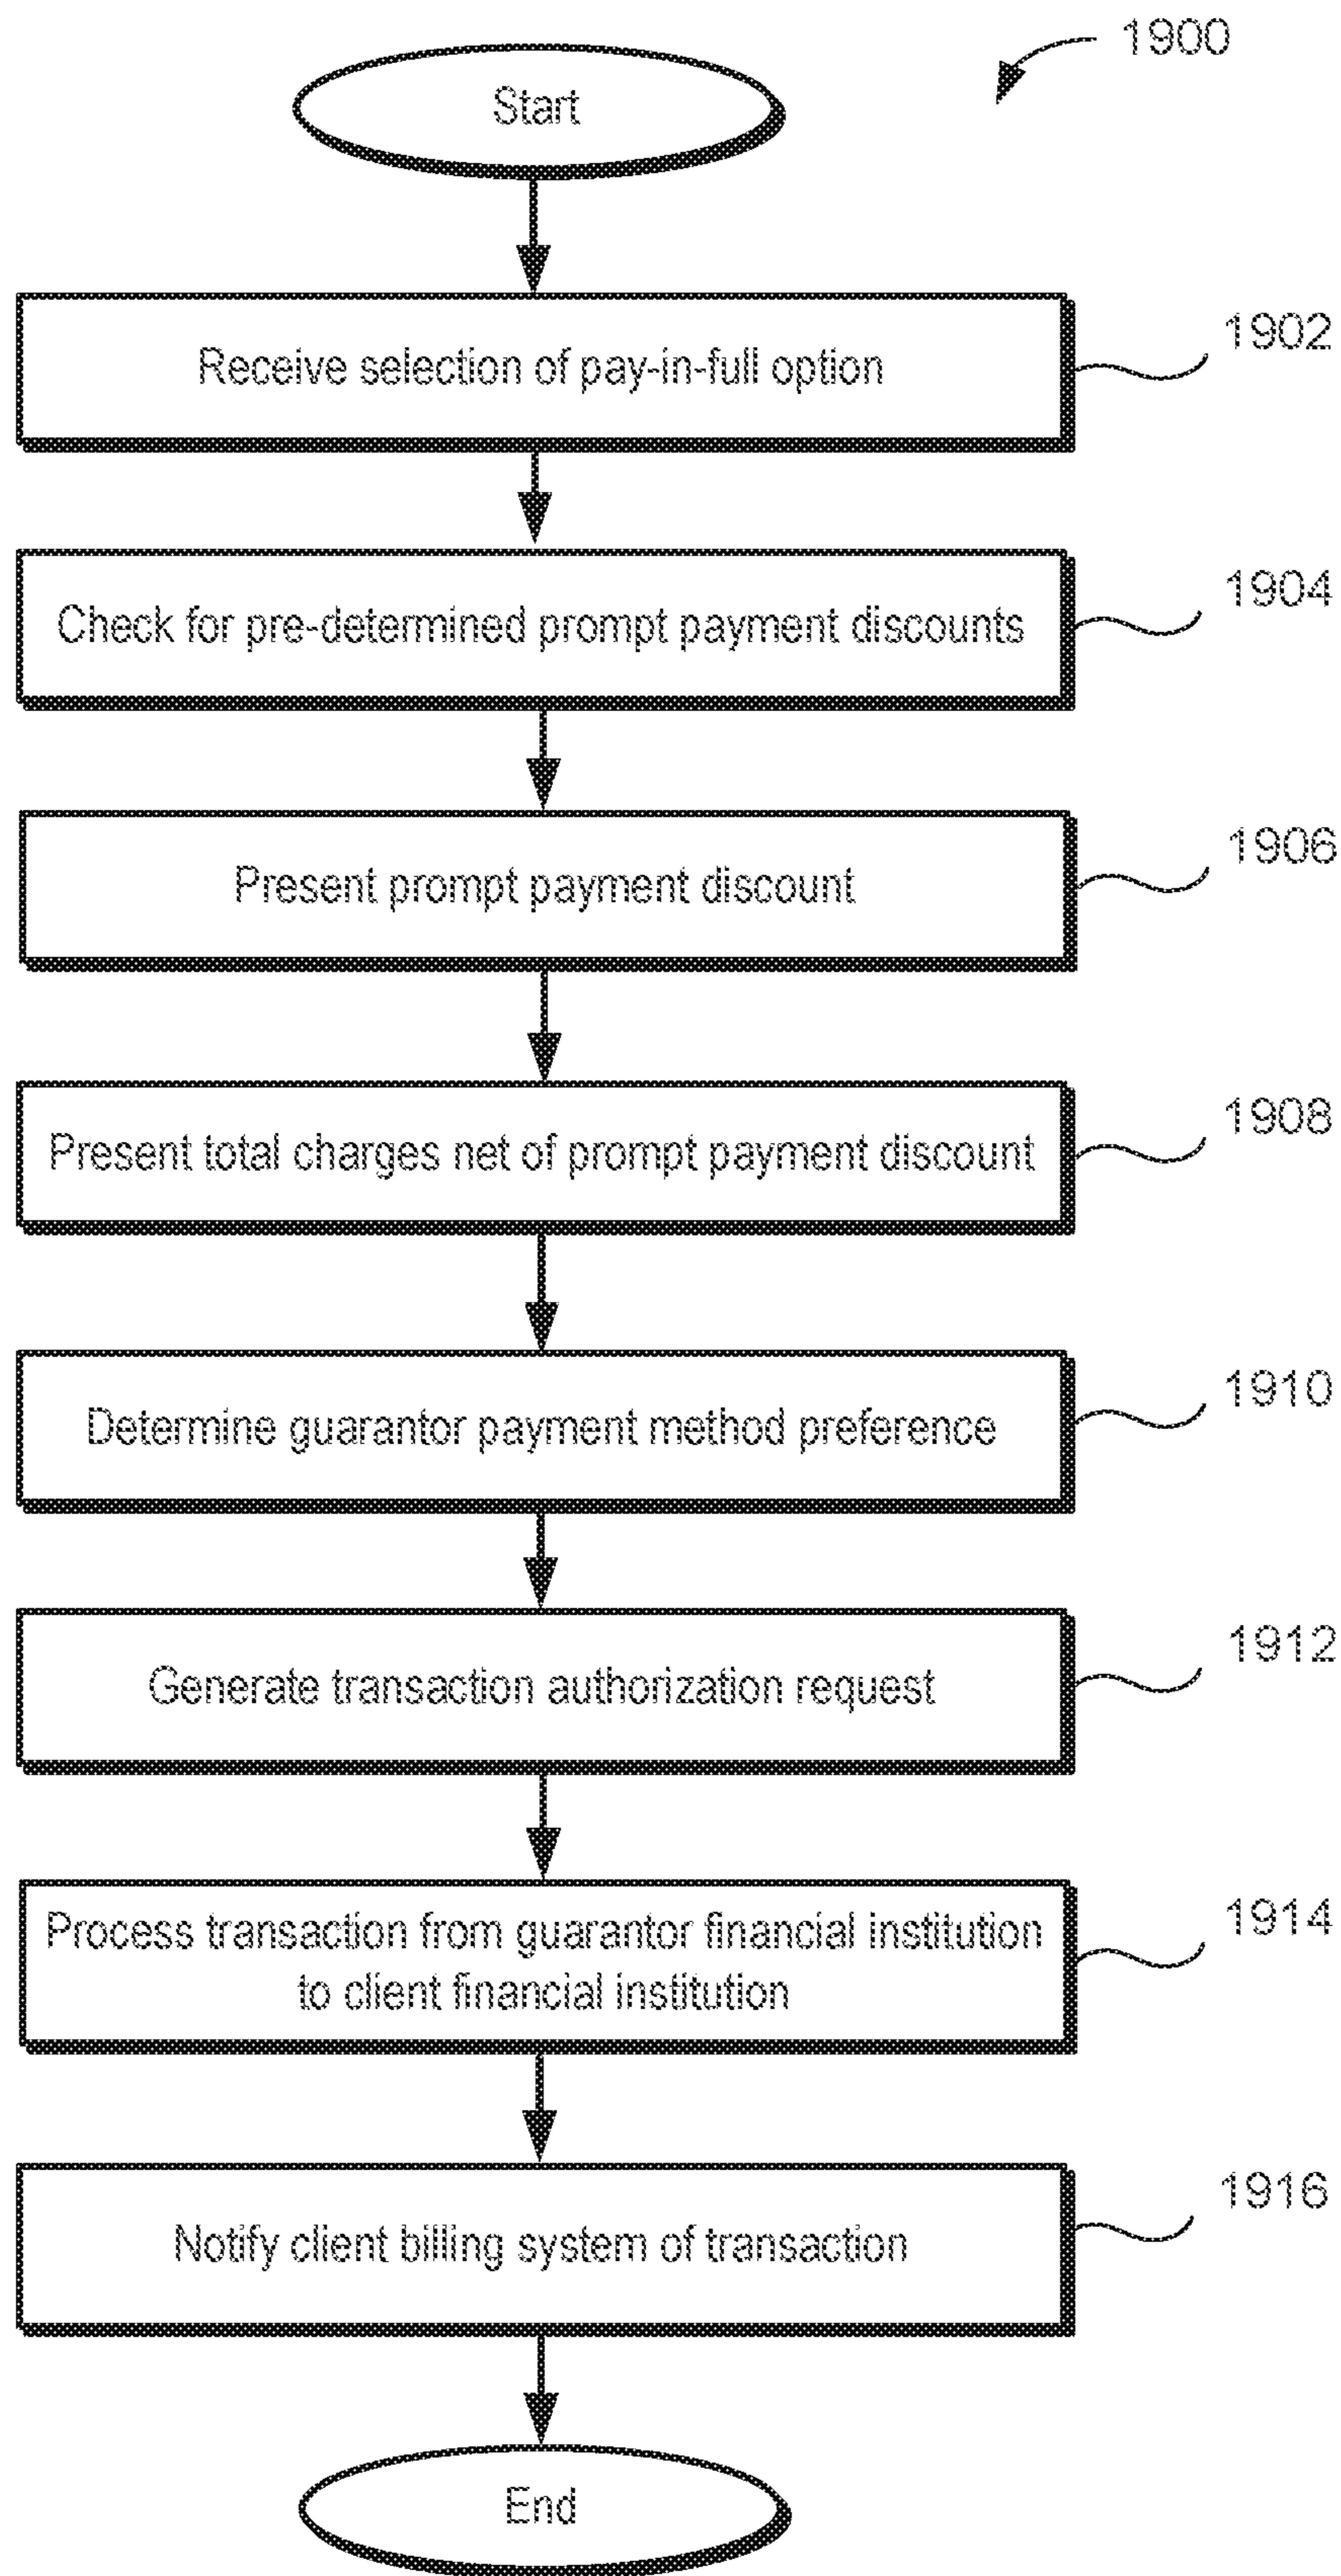 1900
Start
Receive selection of pay-in-full option
1902
Check for pre-determined prompt payment discounts
1904
Present prompt payment discount
1906
Present total charges net of prompt payment discount
1908
Determine guarantor payment method preference
1910
Generate transaction authorization request
1912
Process transaction from guarantor financial institution
to client financial institution
1914
Notify client billing system of transaction
1916
End